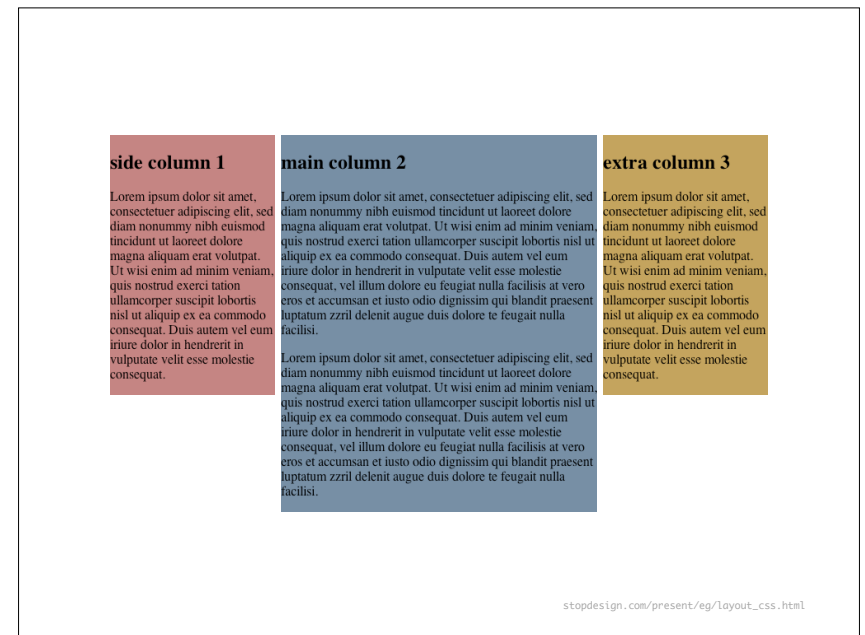 side column 1
Lorem ipsum dolor sit amet,
consectetuer adipiscing elit, sed
diam nonummy nibh euismod
tincidunt ut laoreet dolore
magna aliquam erat volutpat.
Ut wisi enim ad minim veniam,
quis nostrud exerci tation
ullamcorper suscipit lobortis
nisl ut aliquip ex ea commodo
consequat. Duis autem vel eum
iriure dolor in hendrerit in
vulputate velit esse molestie
consequat.
main column 2
Lorem ipsum dolor sit amet, consectetuer adipiscing elit, sed
diam nonummy nibh euismod tincidunt ut laoreet dolore
magna aliquam erat volutpat. Ut wisi enim ad minim veniam,
quis nostrud exerci tation ullamcorper suscipit lobortis nisl ut
aliquip ex ea commodo consequat. Duis autem vel eum
iriure dolor in hendrerit in vulputate velit esse molestie
consequat, vel illum dolore eu feugiat nulla facilisis at vero
eros et accumsan et iusto odio dignissim qui blandit praesent
luptatum zzril delenit augue duis dolore te feugait nulla
facilisi.
Lorem ipsum dolor sit amet, consectetuer adipiscing elit, sed
diam nonummy nibh euismod tincidunt ut laoreet dolore
magna aliquam erat volutpat. Ut wisi enim ad minim veniam,
quis nostrud exerci tation ullamcorper suscipit lobortis nisl ut
aliquip ex ea commodo consequat. Duis autem vel eum
iriure dolor in hendrerit in vulputate velit esse molestie
consequat, vel illum dolore eu feugiat nulla facilisis at vero
eros et accumsan et iusto odio dignissim qui blandit praesent
luptatum zzril delenit augue duis dolore te feugait nulla
facilisi.
extra column 3
Lorem ipsum dolor sit amet,
consectetuer adipiscing elit, sed
diam nonummy nibh euismod
tincidunt ut laoreet dolore
magna aliquam erat volutpat.
Ut wisi enim ad minim veniam,
quis nostrud exerci tation
ullamcorper suscipit lobortis
nisl ut aliquip ex ea commodo
consequat. Duis autem vel eum
iriure dolor in hendrerit in
vulputate velit esse molestie
consequat.
stopdesign.com/present/eg/layout_css.html